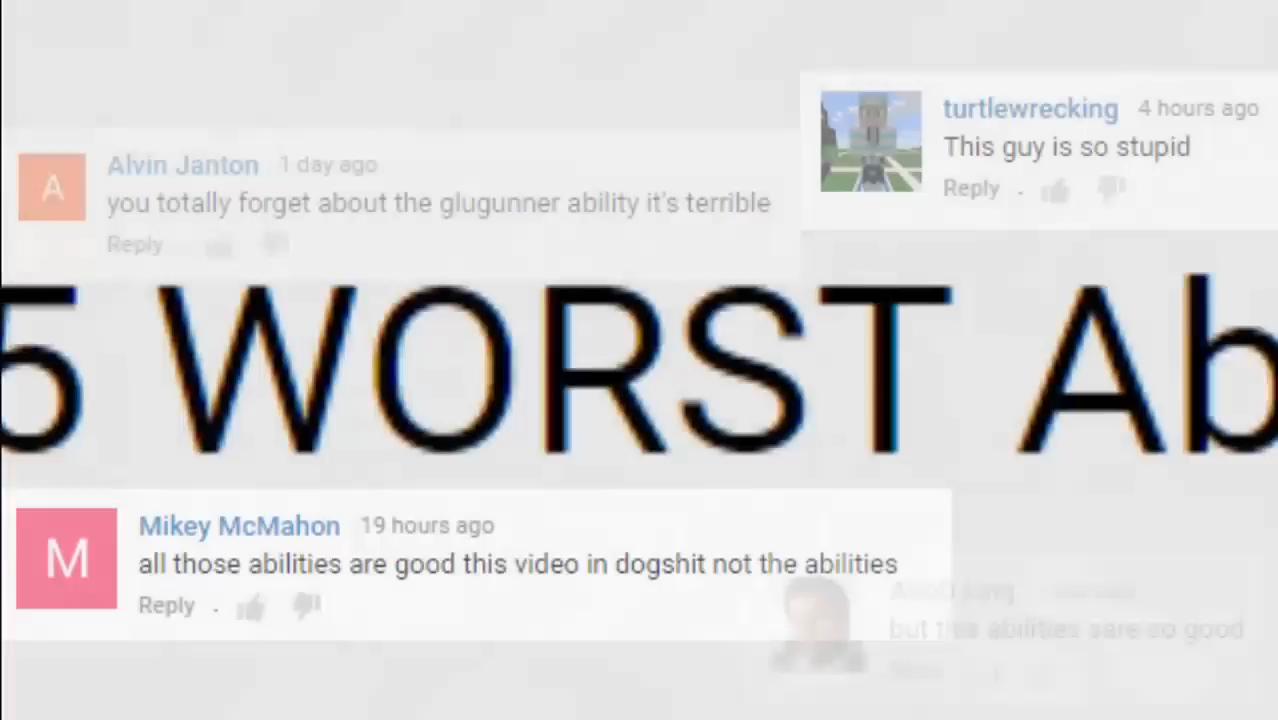 turtlewrecking 4 hours ago
This guy is so stupid
Reply .
Alvin Janton 1 day ago
A
you totally forget about the glugunner ability it's terrible
Reply
5 WORST Ab
Mikey McMahon 19 hours ago
M
all those abilities are good this video in dogshit not the abilities
Reply .
but abilities sare so good